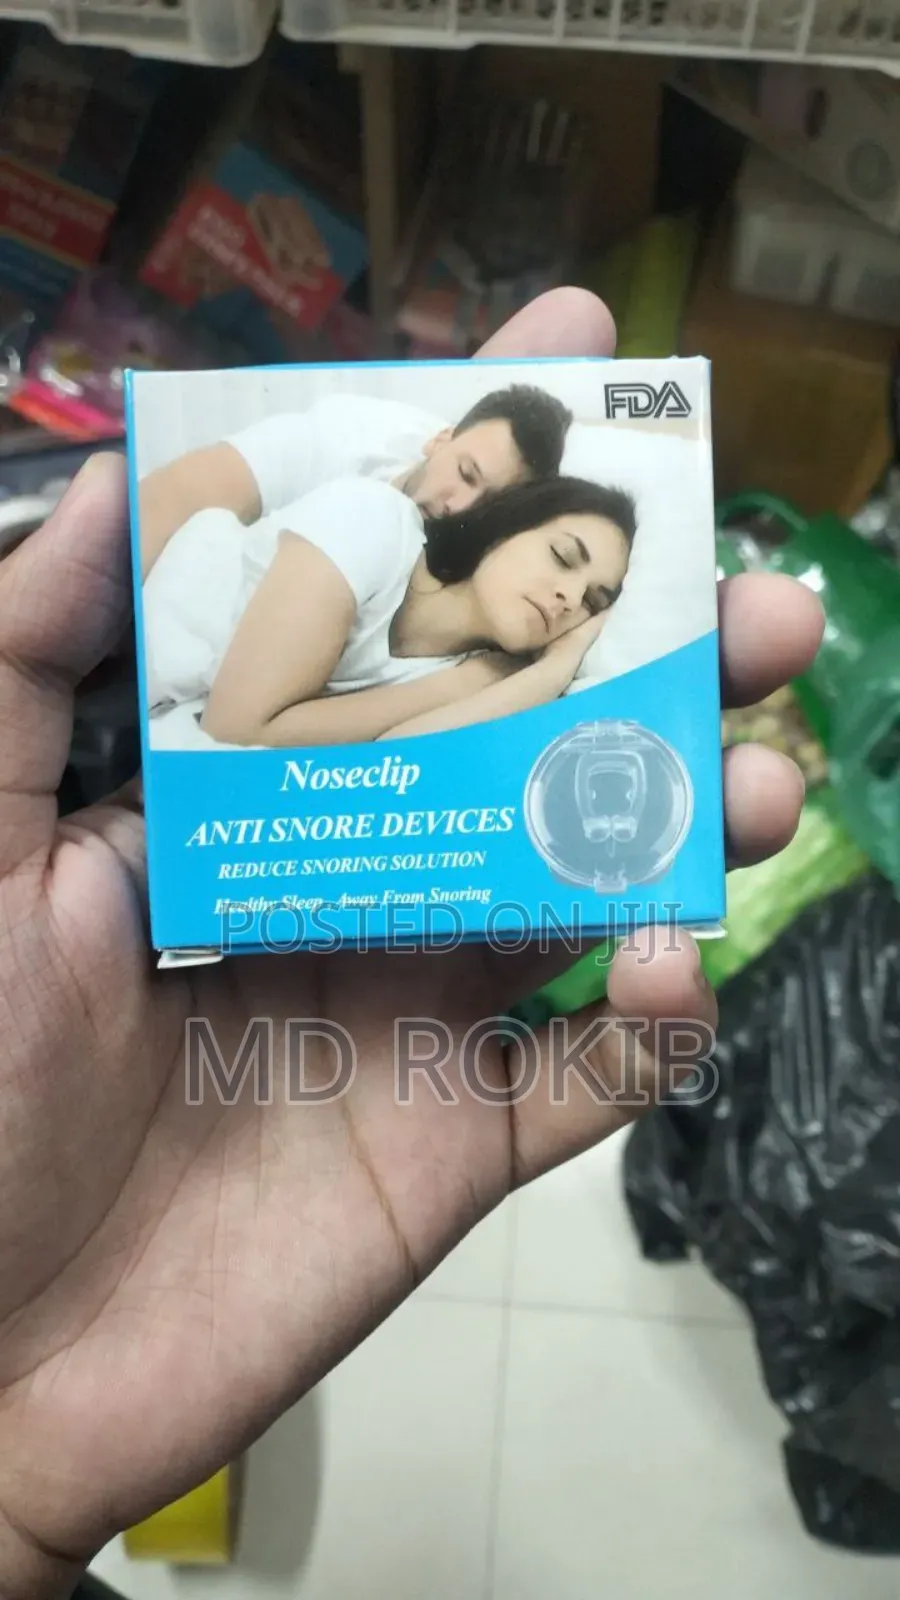 FDA
Noseclip
ANTI SNORE DEVICES
REDUCE SNORING SOLUTION
Healthy Sleep - Away From Snoring
POSTED ON JIJI
MD ROKIB